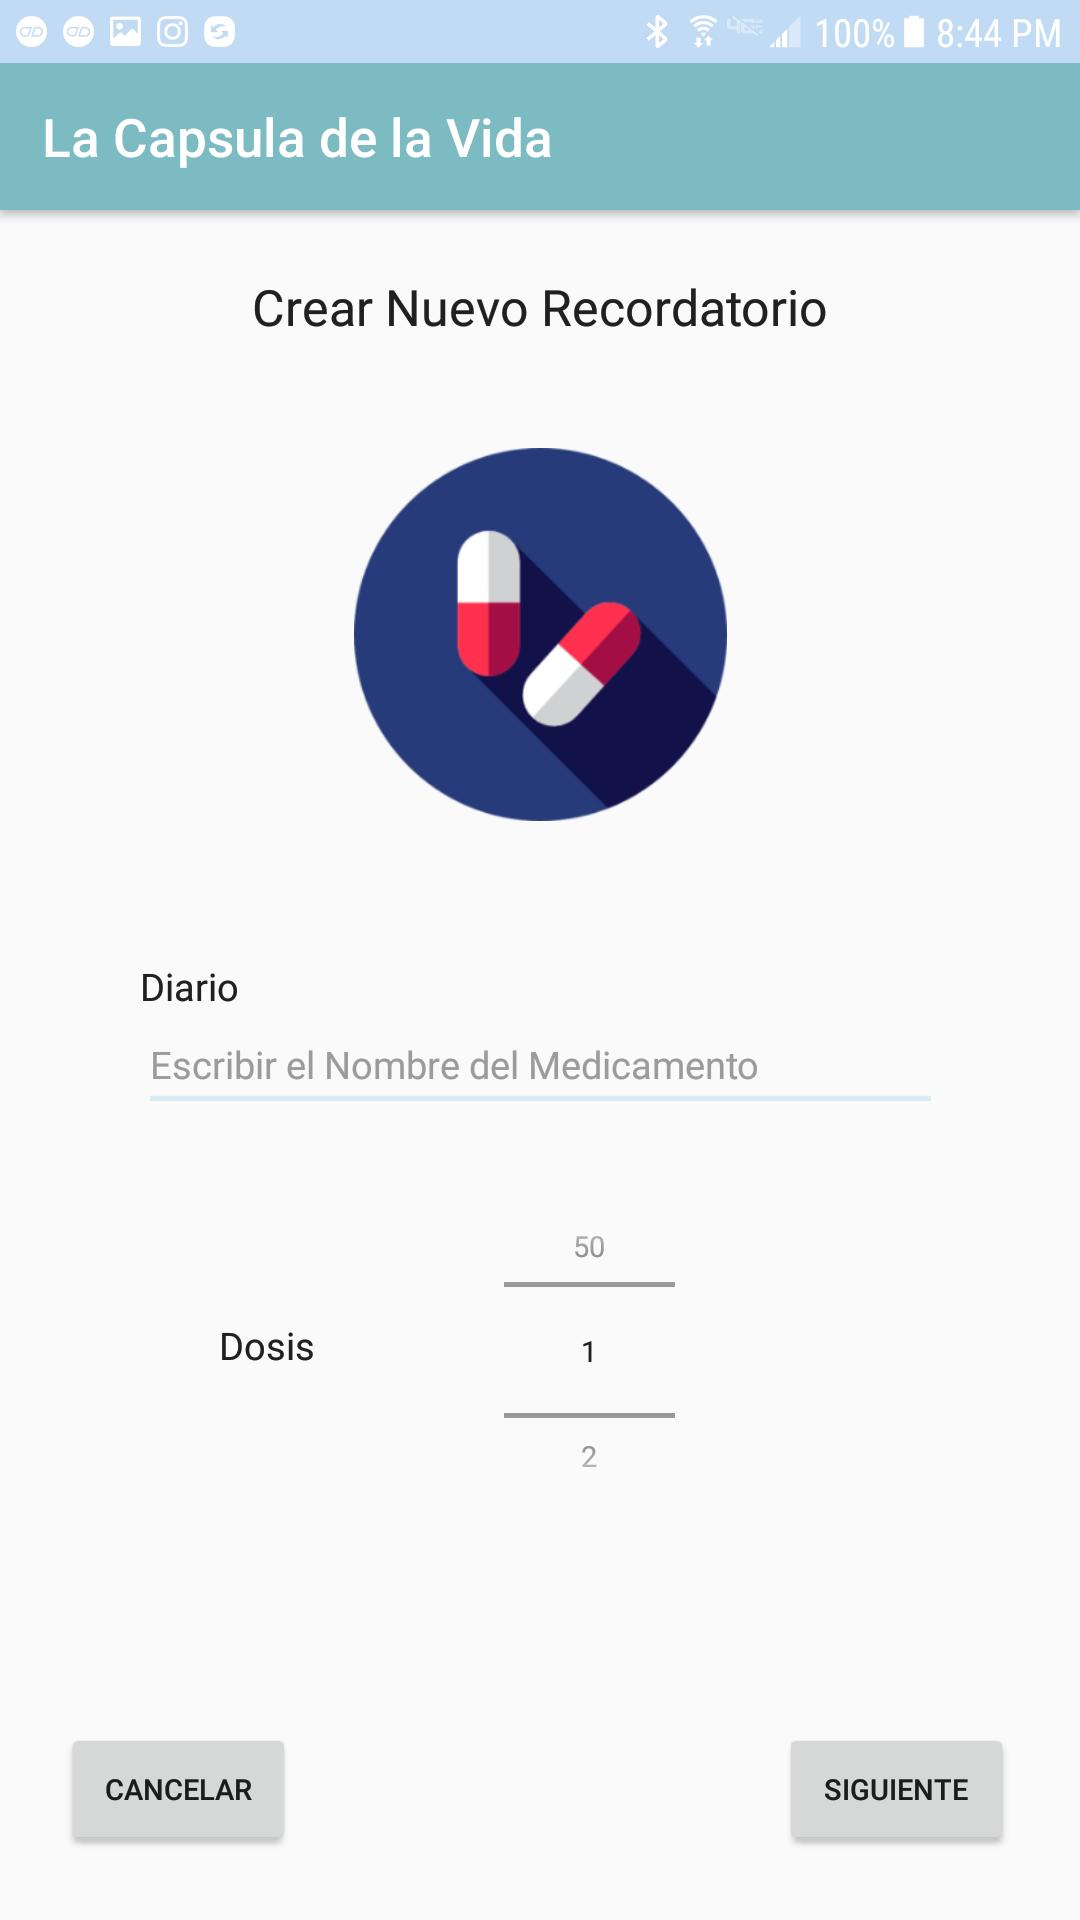 100% 8:44 PM
La Capsula de la Vida
Crear Nuevo Recordatorio
Diario
Escribir el Nombre del Medicamento
50
Dosis 1
2
CANCELAR SIGUIENTE